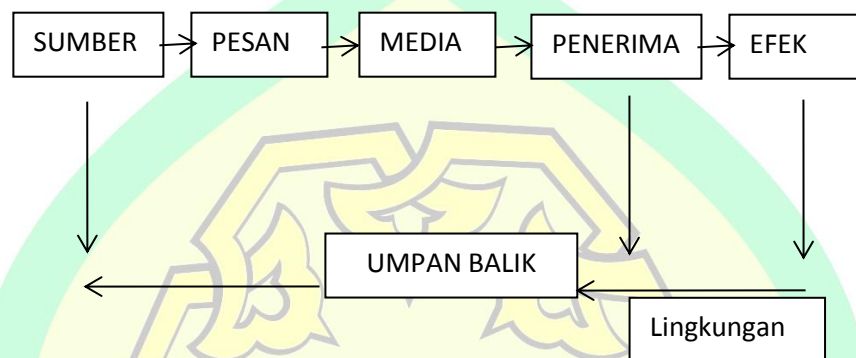 SUMBER
PESAN
MEDIA
PENERIMA
EFEK
UMPAN BALIK
Lingkungan